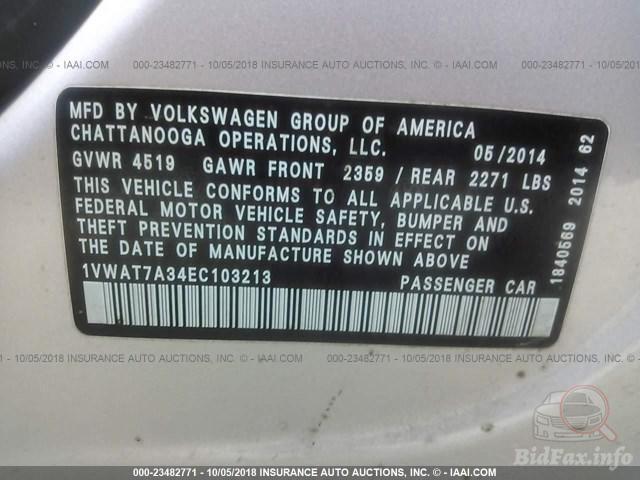 - IAAI.COM 000-23482771 - 10/05/2018 INSURANCE AUTO AUCTIONS, INC. - IAAI.COM 000-23482771 - 10/05/2018
MFD BY VOLKSWAGEN GROUP OF AMERICA
CHATTANOOGA OPERATIONS, LLC. 05/2014
GVWR 4519 GAWR FRONT 2359 / REAR 2271 LBS
THIS VEHICLE CONFORMS TO ALL APPLICABLE U.S.
FEDERAL MOTOR VEHICLE SAFETY, BUMPER AND
THEFT PREVENTION STANDARDS IN EFFECT ON
THE DATE OF MANUFACTURE SHOWN ABOVE
1VWAT7A34EC103213 PASSENGER CAR
1840569 2014 62
71 - 10/05/2018 INSURANCE AUTO AUCTIONS, INC. - IAAI.COM 000-23482771 - 10/05/2018 INSURANCE AUTO AUCTIONS, INC. - IAAI.COM
000-23482771 - 10/05/2018 INSURANCE AUTO AUCTIONS, INC. - IAAI.COM
BidFax.info